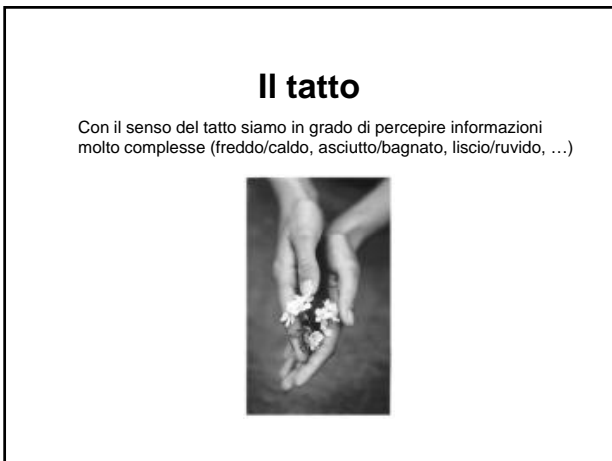 Il tatto
Con il senso del tatto siamo in grado di percepire informazioni
molto complesse (freddo/caldo, asciutto/bagnato, liscio/ruvido, …)